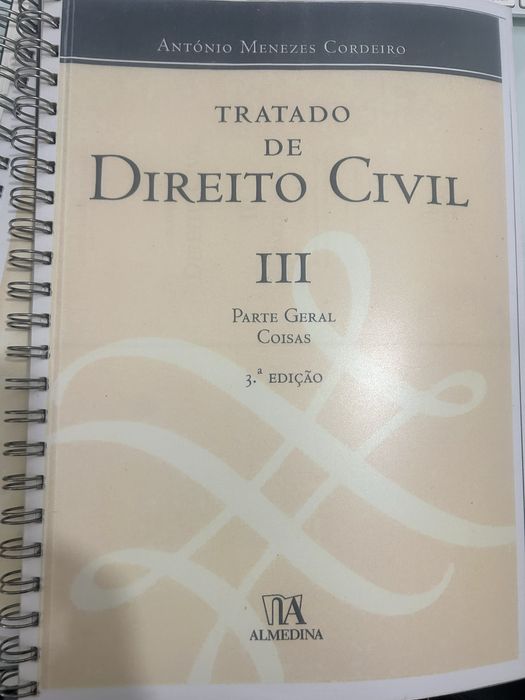 António Menezes Cordeiro
Tratado
de
Direito Civil
III
Parte Geral
Coisas
3.ª edição
ALMEDINA